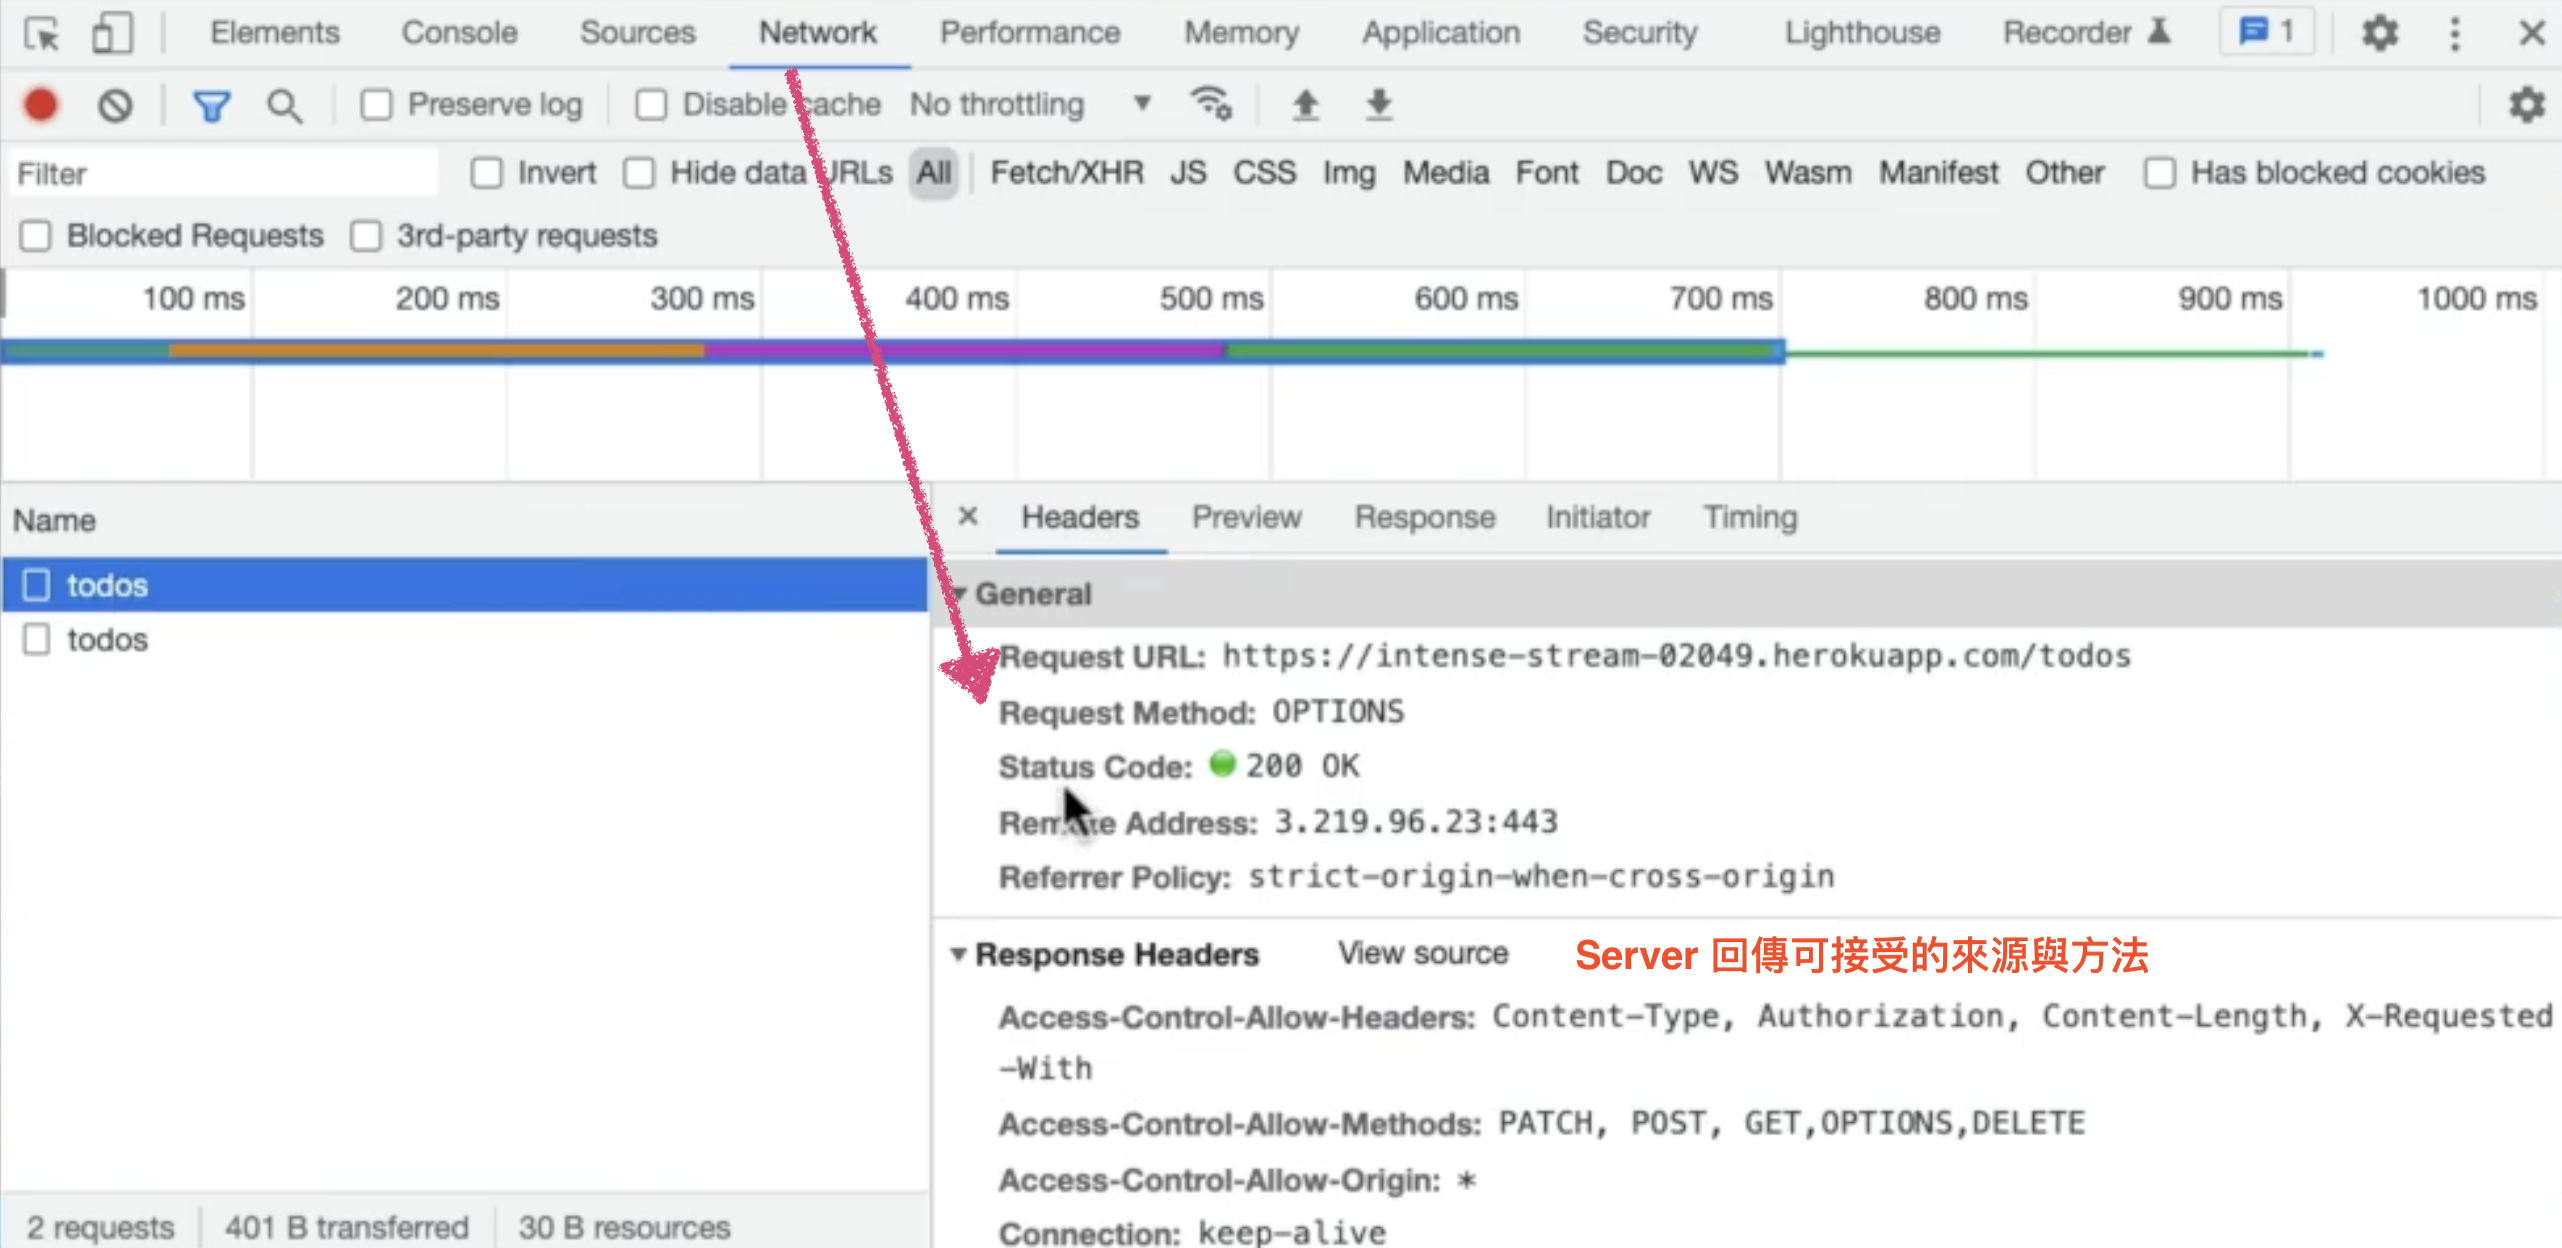 Elements Console Sources Network Performance Memory Application Security Lighthouse Recorder 1
Preserve log Disable cache No throttling
Filter Invert Hide data URLs All Fetch/XHR JS CSS Img Media Font Doc WS Wasm Manifest Other Has blocked cookies
Blocked Requests 3rd-party requests
100 ms 200 ms 300 ms 400 ms 500 ms 600 ms 700 ms 800 ms 900 ms 1000 ms
Name
todos
todos
2 requests 401 B transferred 30 B resources
Headers Preview Response Initiator Timing
General
Request URL: https://intense-stream-02049.herokuapp.com/todos
Request Method: OPTIONS
Status Code: 200 OK
Remote Address: 3.219.96.23:443
Referrer Policy: strict-origin-when-cross-origin
Response Headers View source Server 回傳可接受的來源與方法
Access-Control-Allow-Headers: Content-Type, Authorization, Content-Length, X-Requested
-With
Access-Control-Allow-Methods: PATCH, POST, GET,OPTIONS,DELETE
Access-Control-Allow-Origin: *
Connection: keep-alive